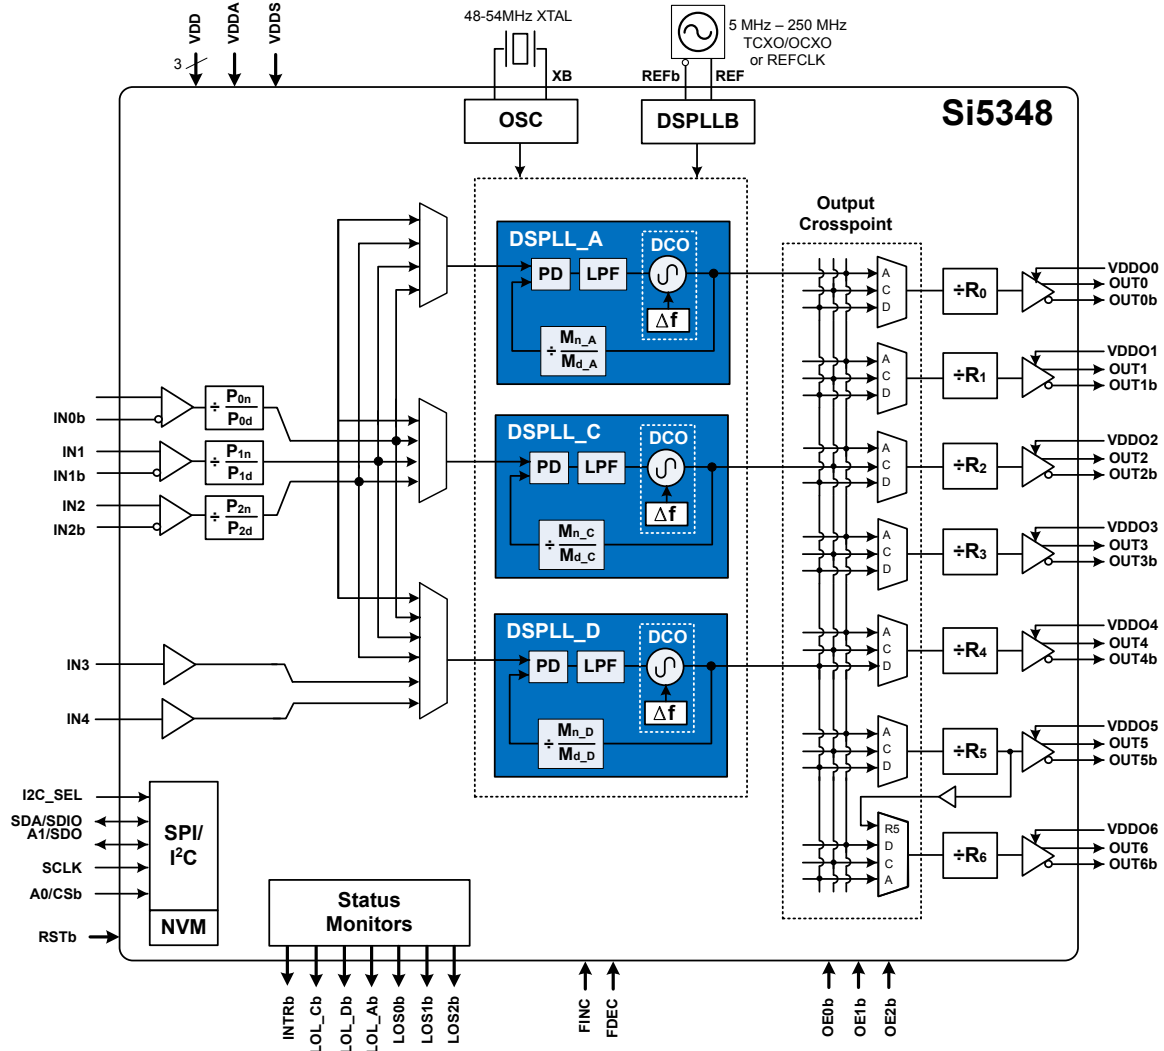 VDD
VDDA
VDDS
3
48-54MHz XTAL
XB
5 MHz – 250 MHz
TCXO/OCXO
or REFCLK
REFb
REF
OSC
DSPLLB
Si5348
Output
Crosspoint
DSPLL_A
DCO
PD
LPF
Δf
÷ Mn_A
Md_A
DSPLL_C
DCO
PD
LPF
Δf
÷ Mn_C
Md_C
DSPLL_D
DCO
PD
LPF
Δf
÷ Mn_D
Md_D
IN0b
÷ P0n
P0d
IN1
IN1b
÷ P1n
P1d
IN2
IN2b
÷ P2n
P2d
IN3
IN4
A
C
D
÷R0
VDDO0
OUT0
OUT0b
A
C
D
÷R1
VDDO1
OUT1
OUT1b
A
C
D
÷R2
VDDO2
OUT2
OUT2b
A
C
D
÷R3
VDDO3
OUT3
OUT3b
A
C
D
÷R4
VDDO4
OUT4
OUT4b
A
C
D
÷R5
VDDO5
OUT5
OUT5b
R5
D
C
A
÷R6
VDDO6
OUT6
OUT6b
I2C_SEL
SDA/SDIO
A1/SDO
SCLK
A0/CSb
RSTb
SPI/
I²C
NVM
Status
Monitors
INTRb
LOL_Cb
LOL_Db
LOL_Ab
LOS0b
LOS1b
LOS2b
FINC
FDEC
OE0b
OE1b
OE2b